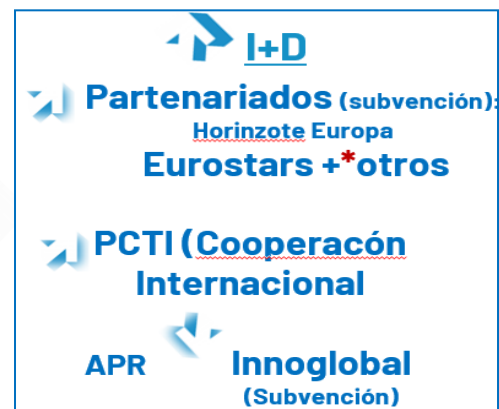 I+D
Partenariados (subvención):
Horinzote Europa
Eurostars +*otros
PCTI (Cooperacón
Internacional
APR Innoglobal
(Subvención)